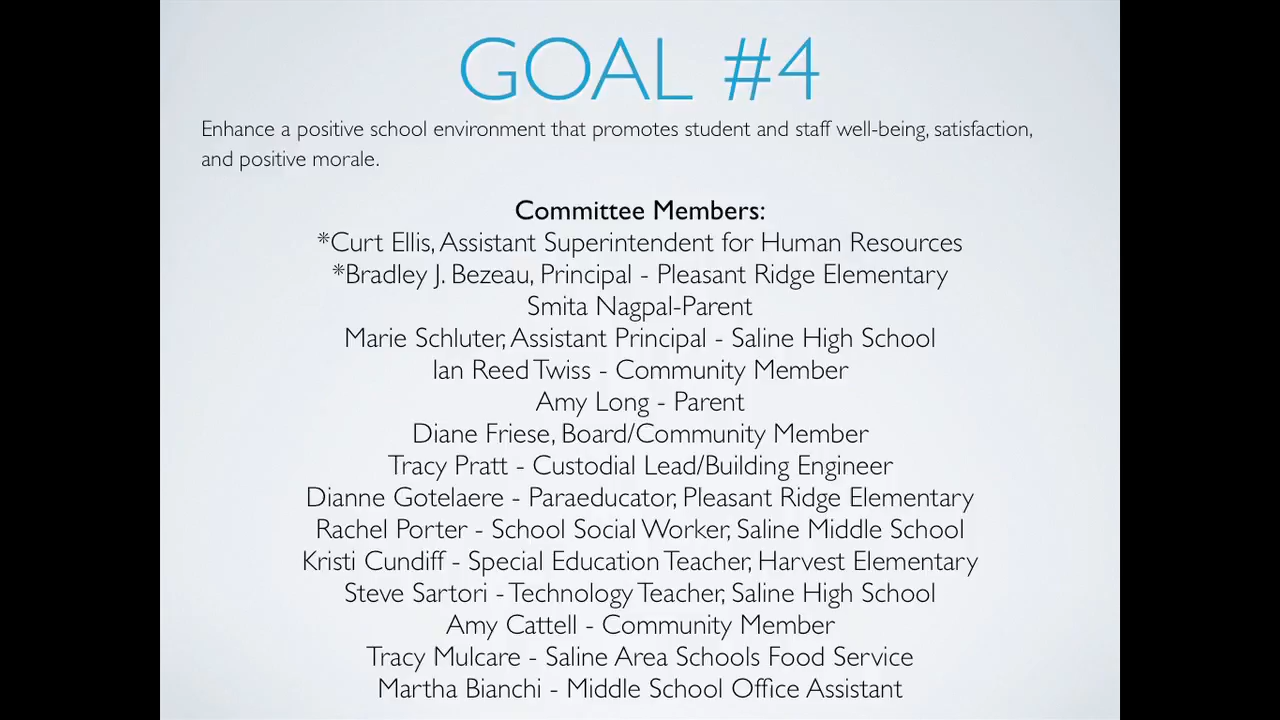 GOAL #4
Enhance a positive school environment that promotes student and staff well-being, satisfaction,
and positive morale.
Committee Members:
*Curt Ellis, Assistant Superintendent for Human Resources
*Bradley J. Bezeau, Principal - Pleasant Ridge Elementary
Smita Nagpal-Parent
Marie Schluter, Assistant Principal - Saline High School
Ian Reed Twiss - Community Member
Amy Long - Parent
Diane Friese, Board/Community Member
Tracy Pratt - Custodial Lead/Building Engineer
Dianne Gotelaere - Paraeducator, Pleasant Ridge Elementary
Rachel Porter - School Social Worker, Saline Middle School
Kristi Cundiff - Special Education Teacher, Harvest Elementary
Steve Sartori - Technology Teacher, Saline High School
Amy Cattell - Community Member
Tracy Mulcare - Saline Area Schools Food Service
Martha Bianchi - Middle School Office Assistant